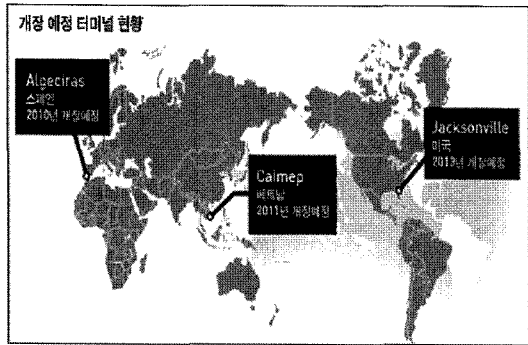 개장 예정 터미널 현황
Algeciras
스페인
2010년 개장예정
Caimep
베트남
2011년 개장예정
Jacksonville
미국
2013년 개장예정